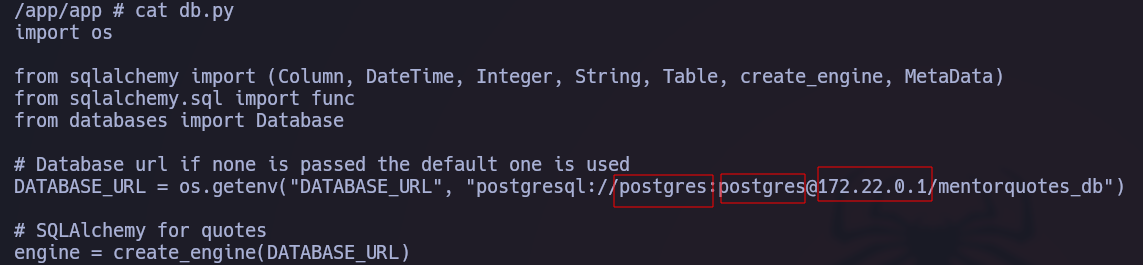 /app/app # cat db.py
import os
from sqlalchemy import (Column, DateTime, Integer, String, Table, create_engine, MetaData)
from sqlalchemy.sql import func
from databases import Database
# Database url if none is passed the default one is used
DATABASE_URL = os.getenv("DATABASE_URL", "postgresql://postgres:postgres@172.22.0.1/mentorquotes_db")
# SQLAlchemy for quotes
engine = create_engine(DATABASE_URL)